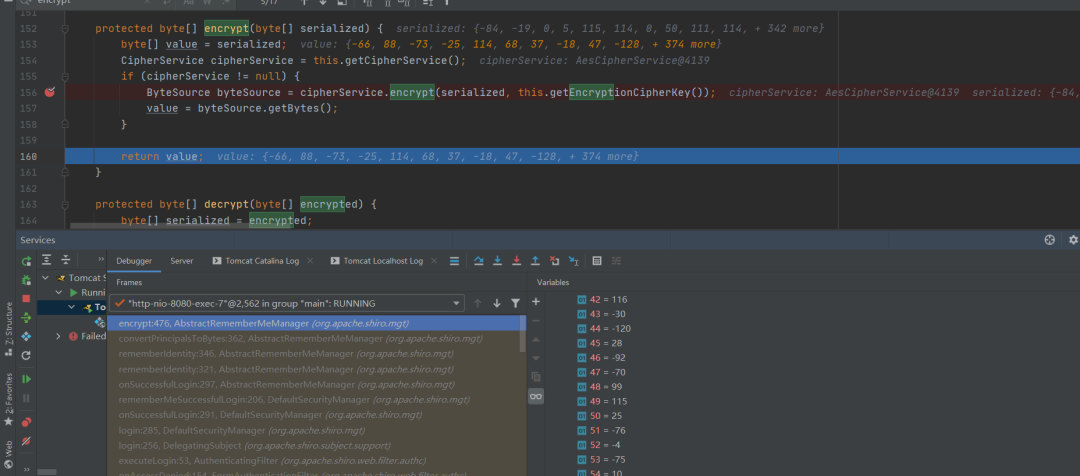 encrypt
5/17
151
152 protected byte[] encrypt(byte[] serialized) { serialized: {-84, -19, 0, 5, 115, 114, 0, 50, 111, 114, + 342 more}
153 byte[] value = serialized; value: {-66, 88, -73, -25, 114, 68, 37, -18, 47, -128, + 374 more}
154 CipherService cipherService = this.getCipherService(); cipherService: AesCipherService@4139
155 if (cipherService != null) {
156 ByteSource byteSource = cipherService.encrypt(serialized, this.getEncryptionCipherKey()); cipherService: AesCipherService@4139 serialized: {-84,
157 value = byteSource.getBytes();
158 }
159
160 return value; value: {-66, 88, -73, -25, 114, 68, 37, -18, 47, -128, + 374 more}
161 }
162
163 protected byte[] decrypt(byte[] encrypted) {
164 byte[] serialized = encrypted;
Services
Debugger Server Tomcat Catalina Log Tomcat Localhost Log
Tomcat S
Runni
To
Failed
Frames
"http-nio-8080-exec-7"@2,562 in group "main": RUNNING
encrypt:476, AbstractRememberMeManager (org.apache.shiro.mgt)
convertPrincipalsToBytes:362, AbstractRememberMeManager (org.apache.shiro.mgt)
rememberIdentity:346, AbstractRememberMeManager (org.apache.shiro.mgt)
rememberIdentity:321, AbstractRememberMeManager (org.apache.shiro.mgt)
onSuccessfulLogin:297, AbstractRememberMeManager (org.apache.shiro.mgt)
rememberMeSuccessfulLogin:206, DefaultSecurityManager (org.apache.shiro.mgt)
onSuccessfulLogin:291, DefaultSecurityManager (org.apache.shiro.mgt)
login:285, DefaultSecurityManager (org.apache.shiro.mgt)
login:256, DelegatingSubject (org.apache.shiro.subject.support)
executeLogin:53, AuthenticatingFilter (org.apache.shiro.web.filter.authc)
onAccessDenied:154, FormAuthenticationFilter (org.apache.shiro.web.filter.authc)
Variables
42 = 116
43 = -30
44 = -120
45 = 28
46 = -92
47 = -70
48 = 99
49 = 115
50 = 25
51 = -76
52 = -4
53 = -75
54 = 10
Z: Structure
2: Favorites
Web